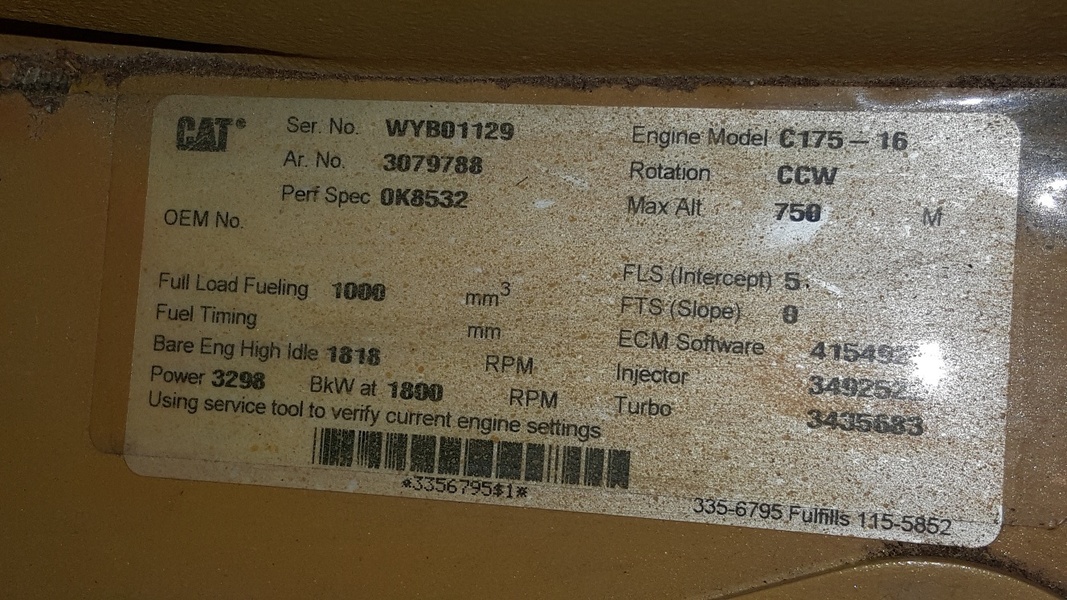 CAT®
Ser. No. WYB01129
Ar. No. 3079788
Perf Spec 0K8532
OEM No.
Engine Model C175-16
Rotation CCW
Max Alt 750 M
Full Load Fueling 1000 mm³
Fuel Timing mm
Bare Eng High Idle 1818 RPM
Power 3298 BkW at 1800 RPM
Using service tool to verify current engine settings
FLS (Intercept) 5.
FTS (Slope) 0
ECM Software
Injector
Turbo 3435683
*3356795$1*
335-6795 Fulfills 115-5852